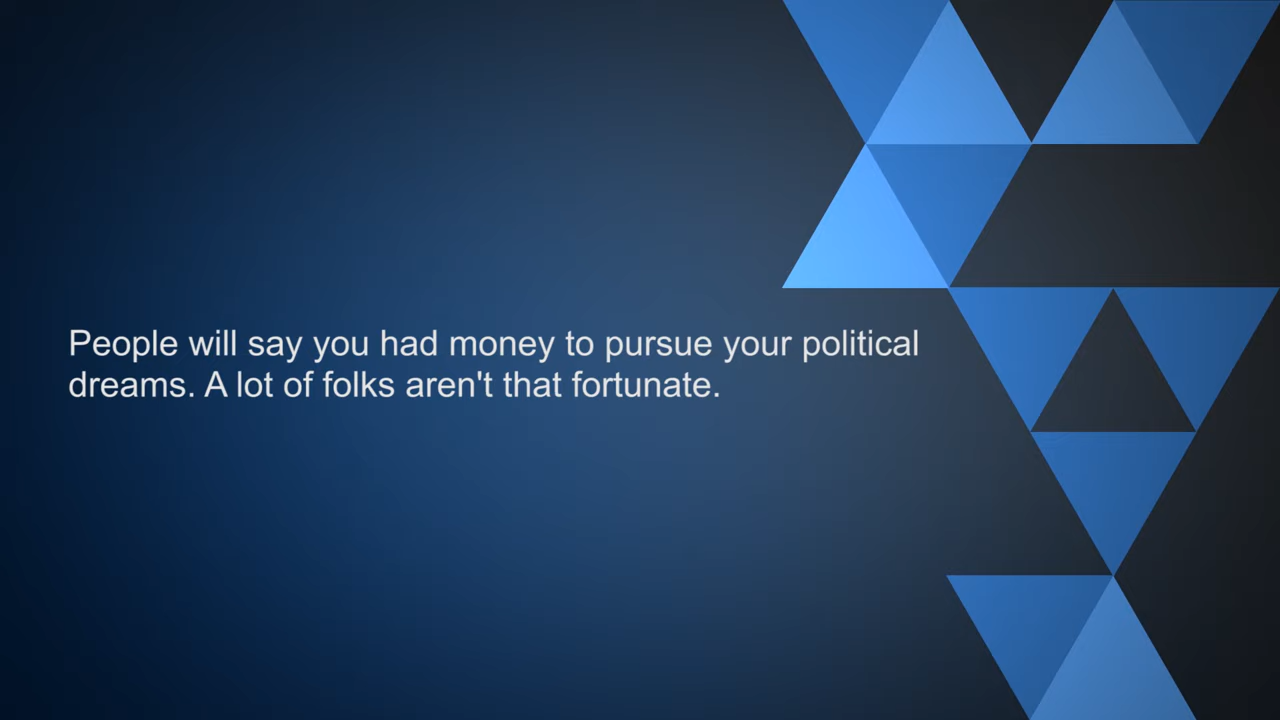 People will say you had money to pursue your political
dreams. A lot of folks aren't that fortunate.